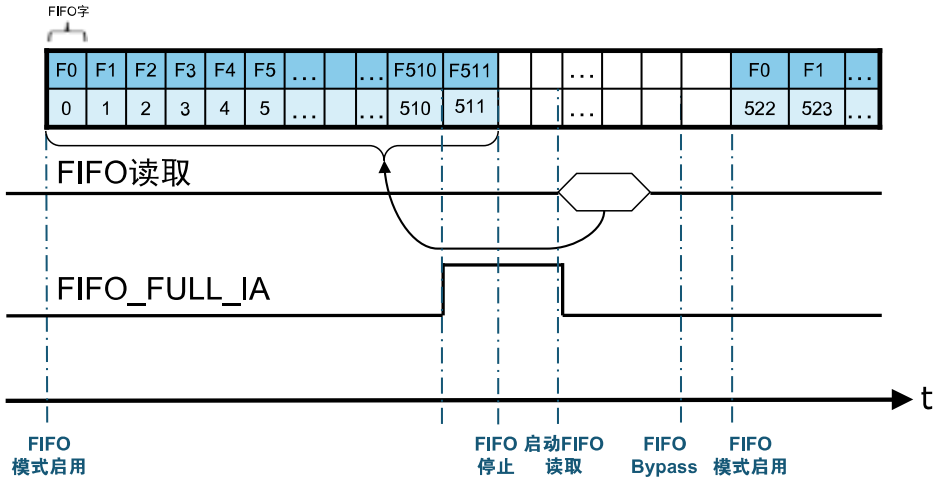 FIFO字
F0 F1 F2 F3 F4 F5 ... ... F510 F511 ... F0 F1 ...
0 1 2 3 4 5 ... ... 510 511 ... 522 523 ...
FIFO读取
FIFO_FULL_IA
t
FIFO 模式启用
FIFO 停止
启动FIFO 读取
FIFO Bypass
FIFO 模式启用